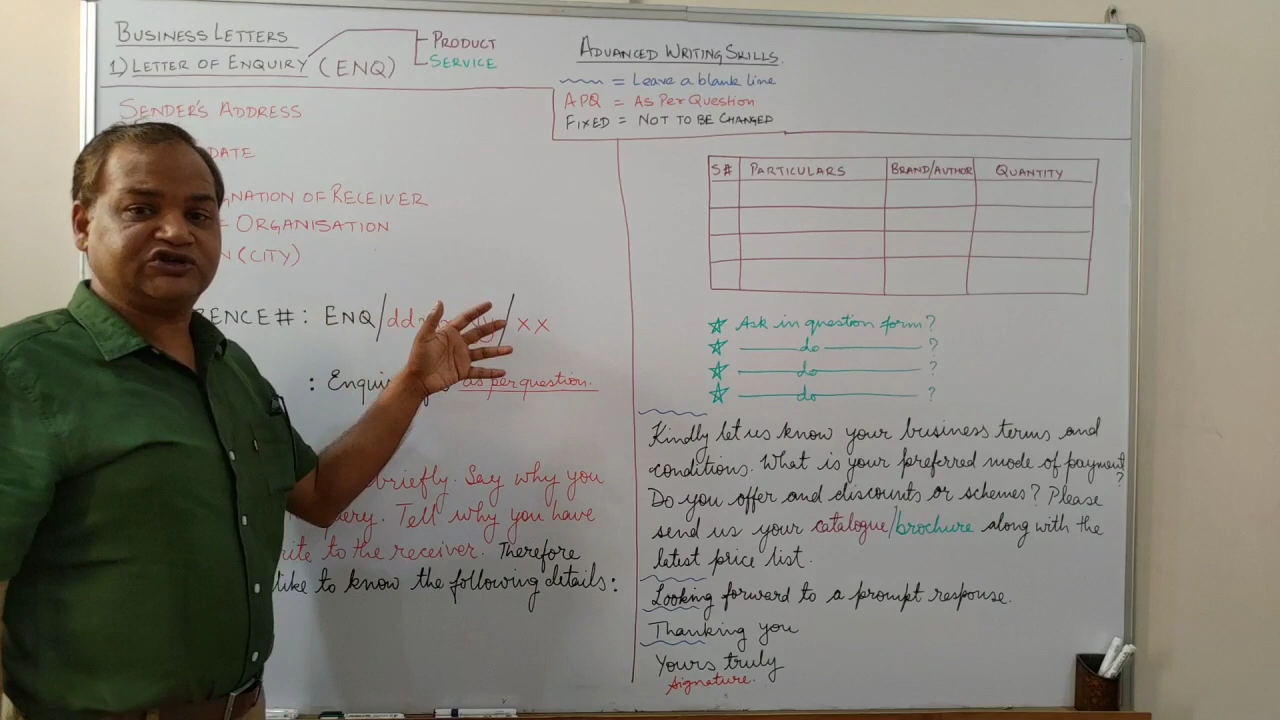 BUSINESS LETTERS
1) LETTER OF ENQUIRY (ENQ)
PRODUCT
SERVICE
SENDER'S ADDRESS
DATE
GNATION OF RECEIVER
F ORGANISATION
N (CITY)
RENCE # : ENQ/dd /xx
: as per question.
briefly. Say why you
ery. Tell why you have
ute to the receiver. Therefore
like to know the following details:
ADVANCED WRITING SKILLS.
= Leave a blank line
APQ = As Per Question
FIXED = NOT TO BE CHANGED
S# PARTICULARS BRAND/AUTHOR QUANTITY
☆ Ask in question form ?
☆ ——do—— ?
☆ ——do—— ?
☆ ——do—— ?
Kindly let us know your business terms and
conditions. What is your preferred mode of payment?
Do you offer and discounts or schemes? Please
send us your catalogue/brochure along with the
latest price list.
Looking forward to a prompt response.
Thanking you
Yours truly
Signature.